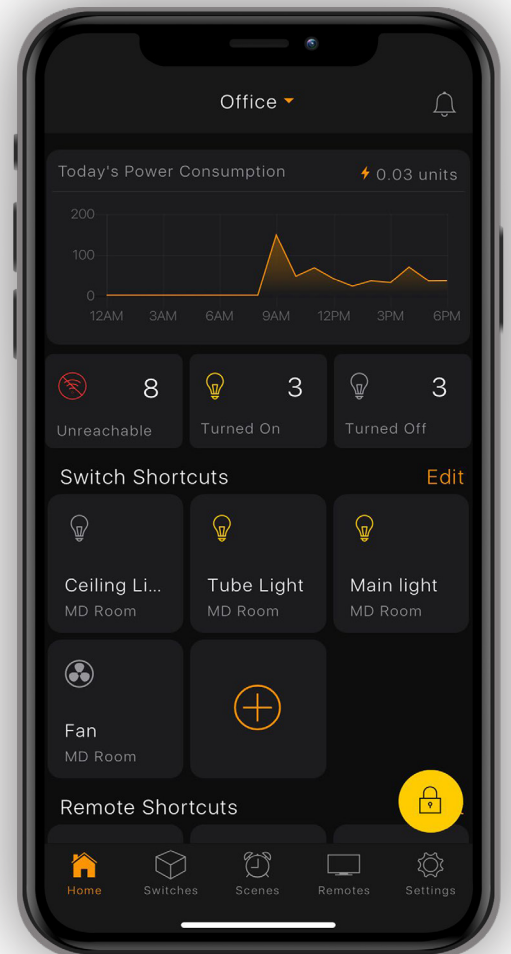 Office
Today's Power Consumption 0.03 units
200
100
0
12AM 3AM 6AM 9AM 12PM 3PM 6PM
8 3 3
Unreachable Turned On Turned Off
Switch Shortcuts Edit
Ceiling Li... Tube Light Main light
MD Room MD Room MD Room
Fan
MD Room
Remote Shortcuts
Home Switches Scenes Remotes Settings